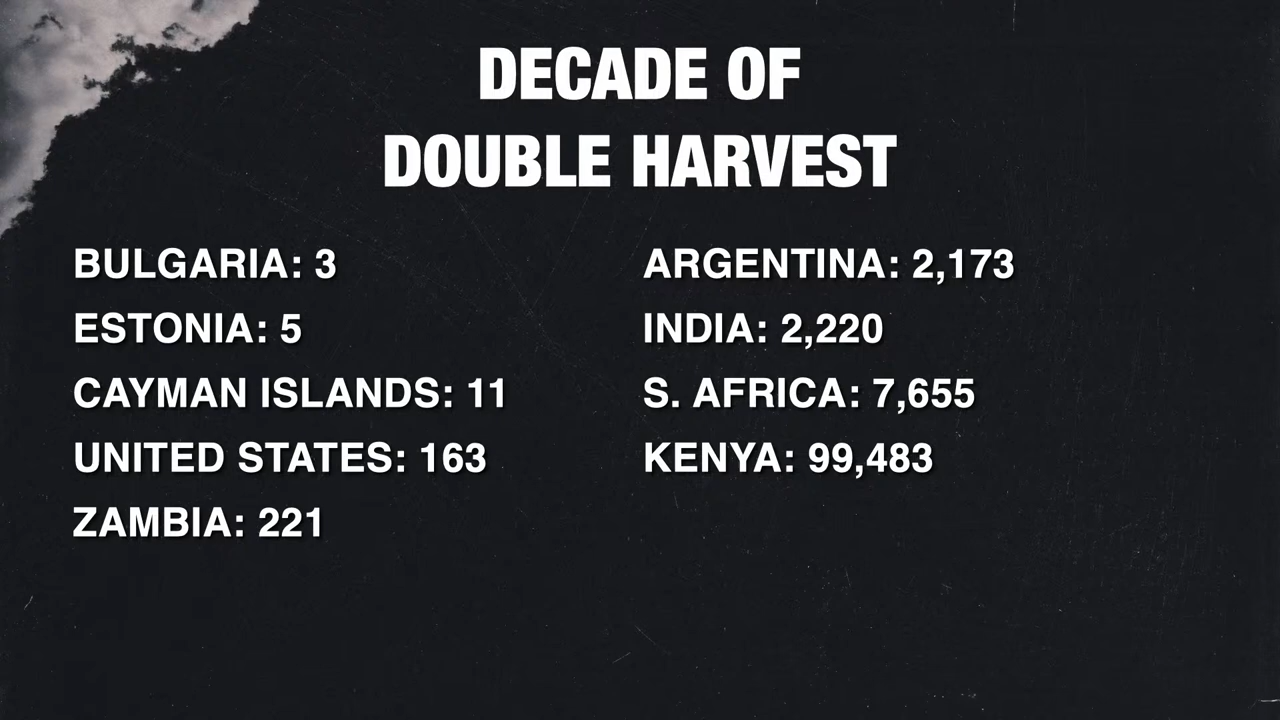 DECADE OF
DOUBLE HARVEST
BULGARIA: 3
ESTONIA: 5
CAYMAN ISLANDS: 11
UNITED STATES: 163
ZAMBIA: 221
ARGENTINA: 2,173
INDIA: 2,220
S. AFRICA: 7,655
KENYA: 99,483